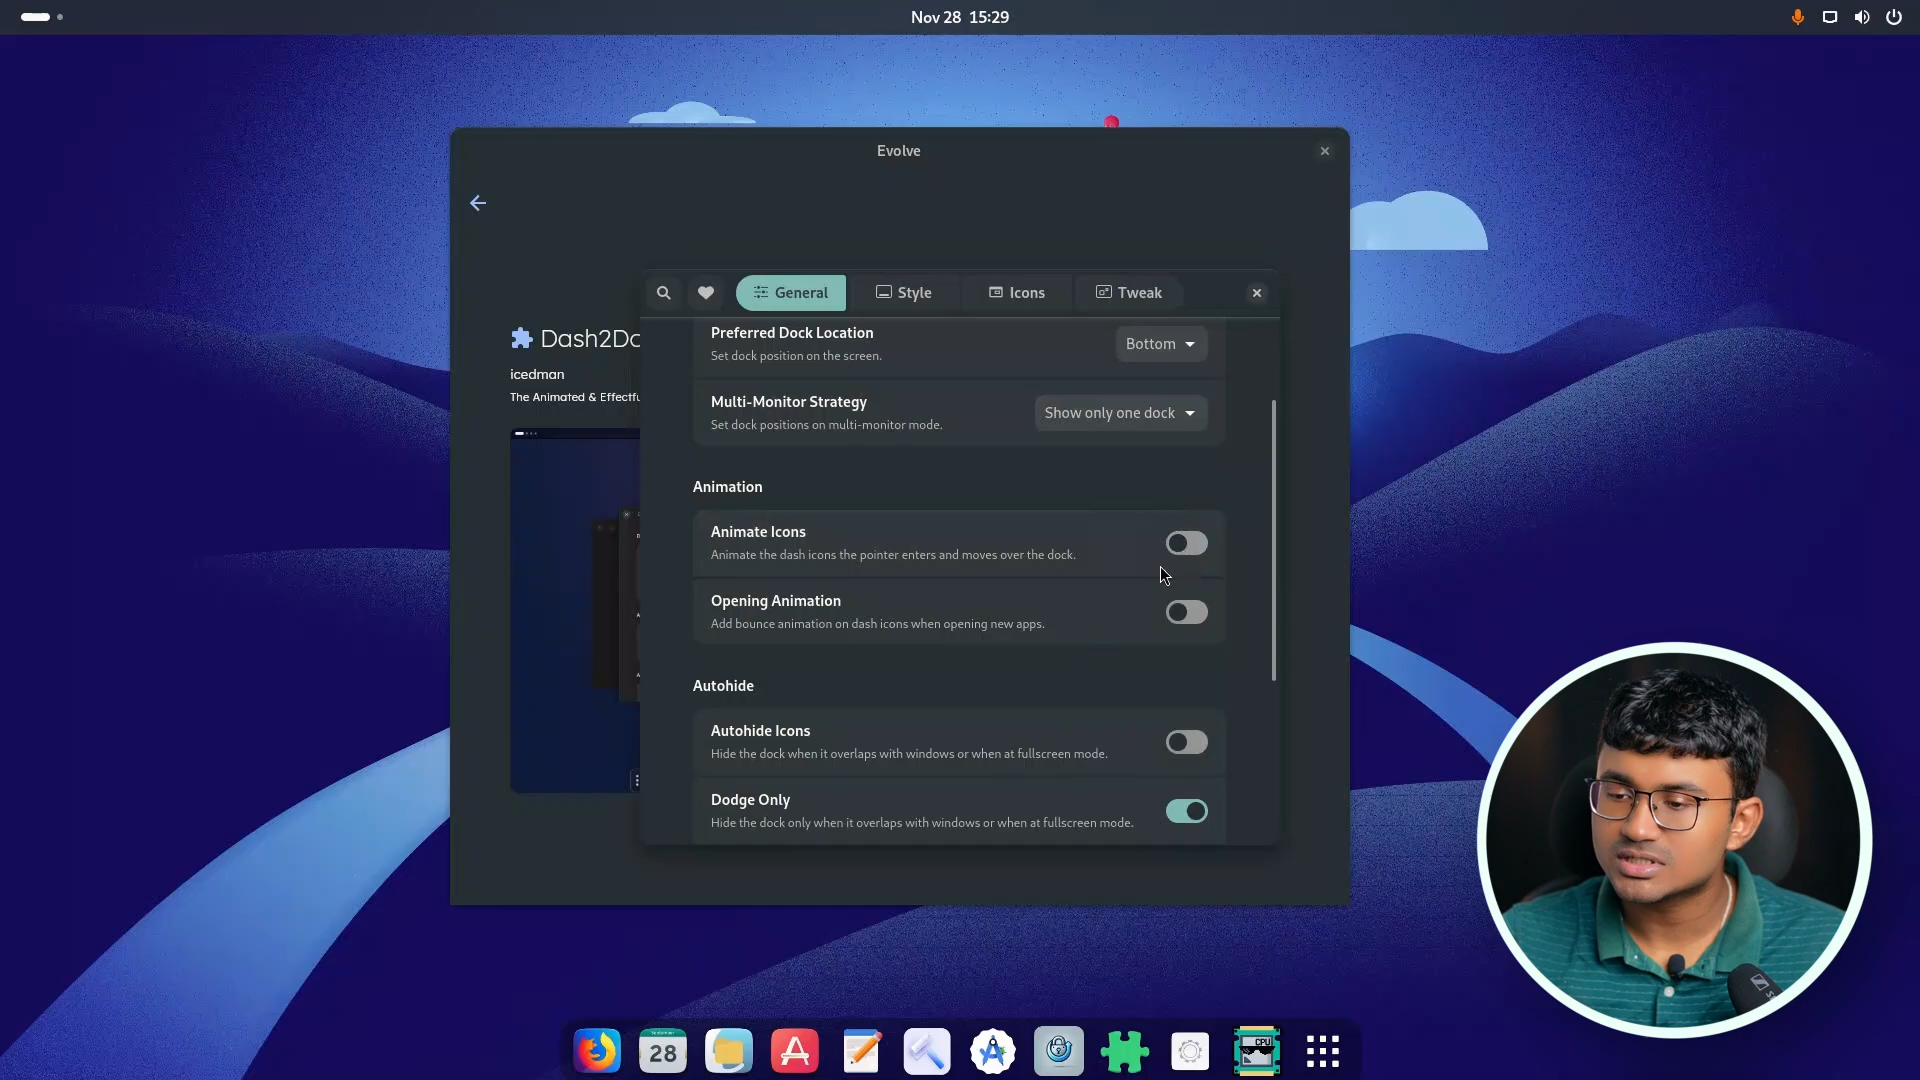 Nov 28 15:29
Evolve
General
Style
Icons
Tweak
Preferred Dock Location
Set dock position on the screen.
Bottom
Multi-Monitor Strategy
Set dock positions on multi-monitor mode.
Show only one dock
Dash2Do
icedman
The Animated & Effectfu
Animation
Animate Icons
Animate the dash icons the pointer enters and moves over the dock.
Opening Animation
Add bounce animation on dash icons when opening new apps.
Autohide
Autohide Icons
Hide the dock when it overlaps with windows or when at fullscreen mode.
Dodge Only
Hide the dock only when it overlaps with windows or when at fullscreen mode.
September
28
CPU